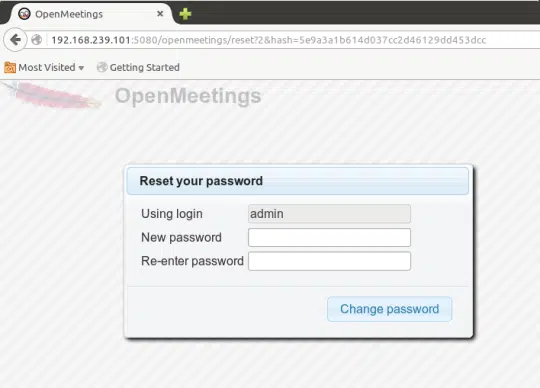 OpenMeetings
192.168.239.101:5080/openmeetings/reset?2&hash=5e9a3a1b614d037cc2d46129dd453dcc
Most Visited Getting Started
OpenMeetings
Reset your password
Using login admin
New password
Re-enter password
Change password